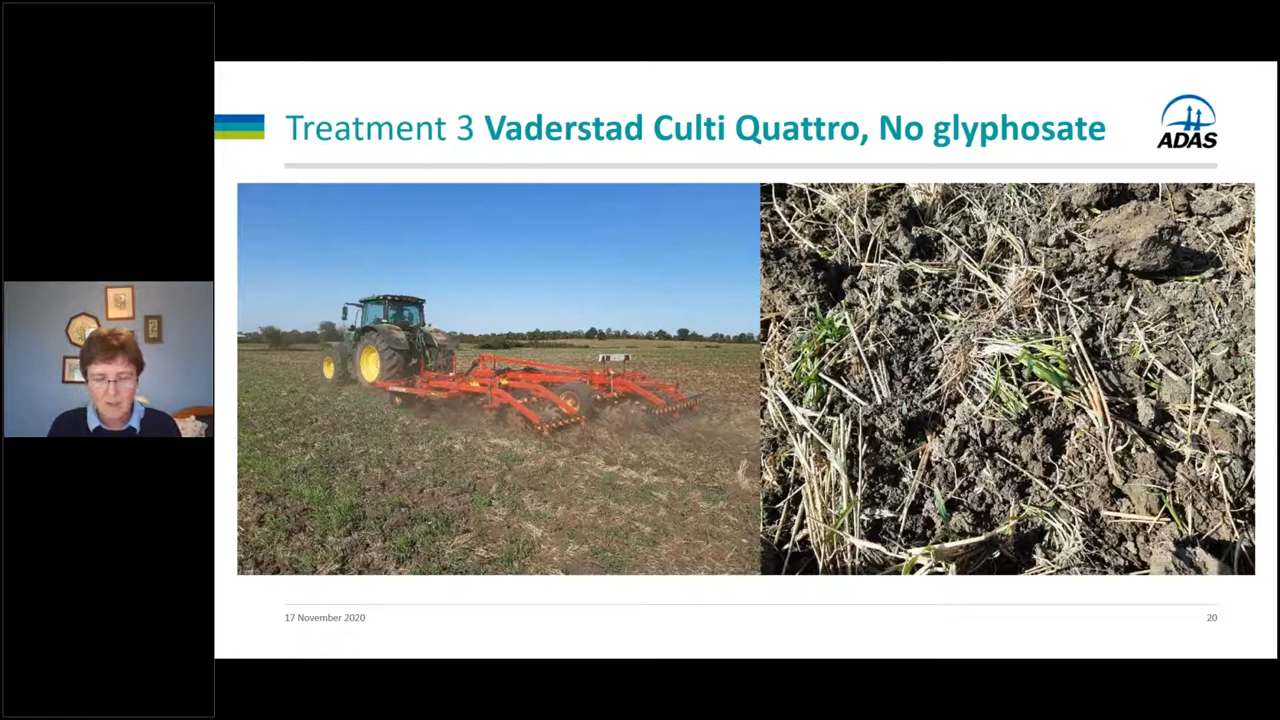 Treatment 3 Vaderstad Culti Quattro, No glyphosate
ADAS
17 November 2020
20